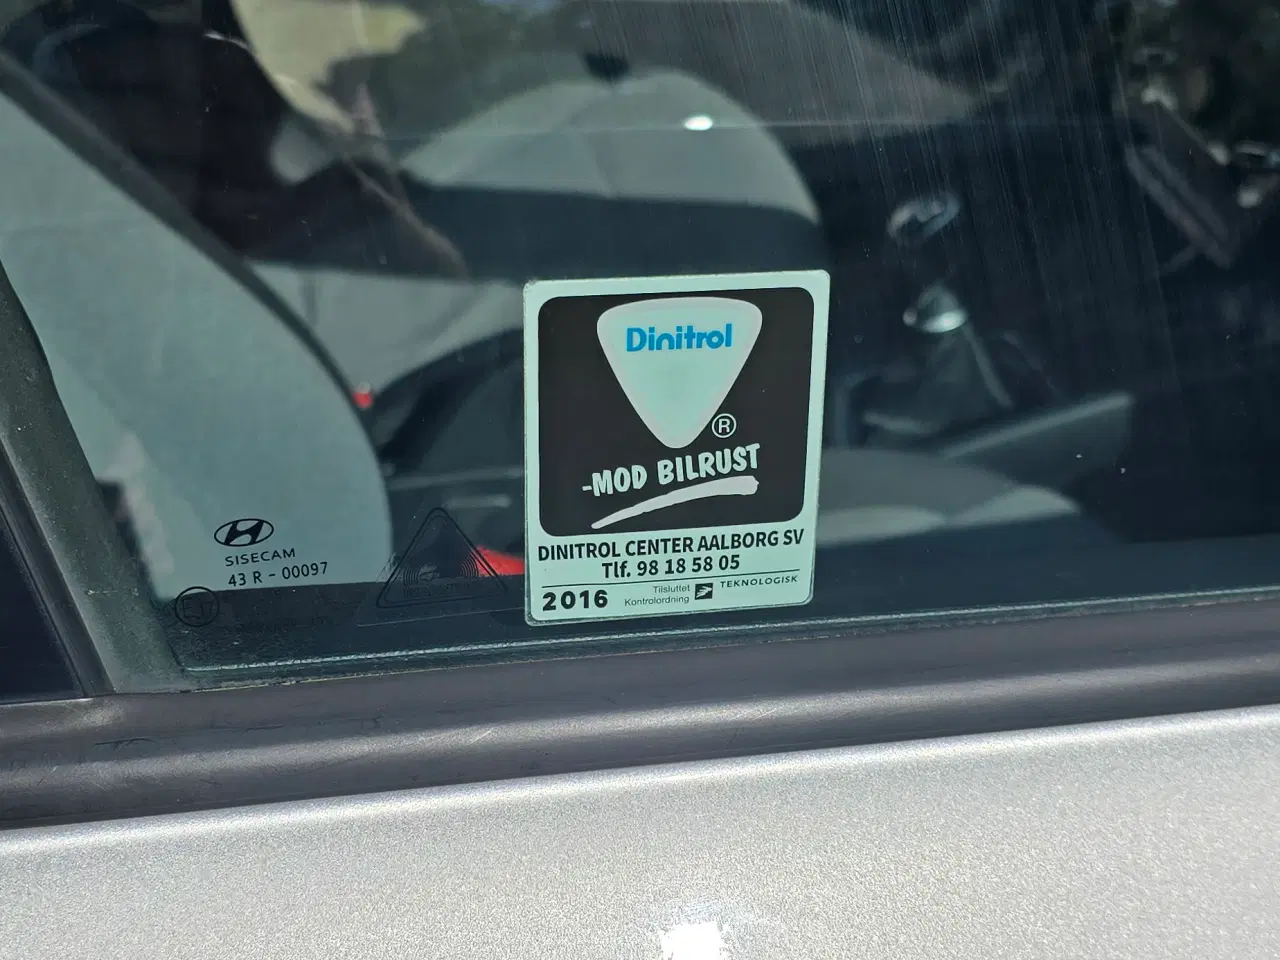 Dinitrol
®
-MOD BILRUST
DINITROL CENTER AALBORG SV
Tlf. 98 18 58 05
2016
Tilsluttet
Kontrolordning
TEKNOLOGISK
SISECAM
43 R - 00097